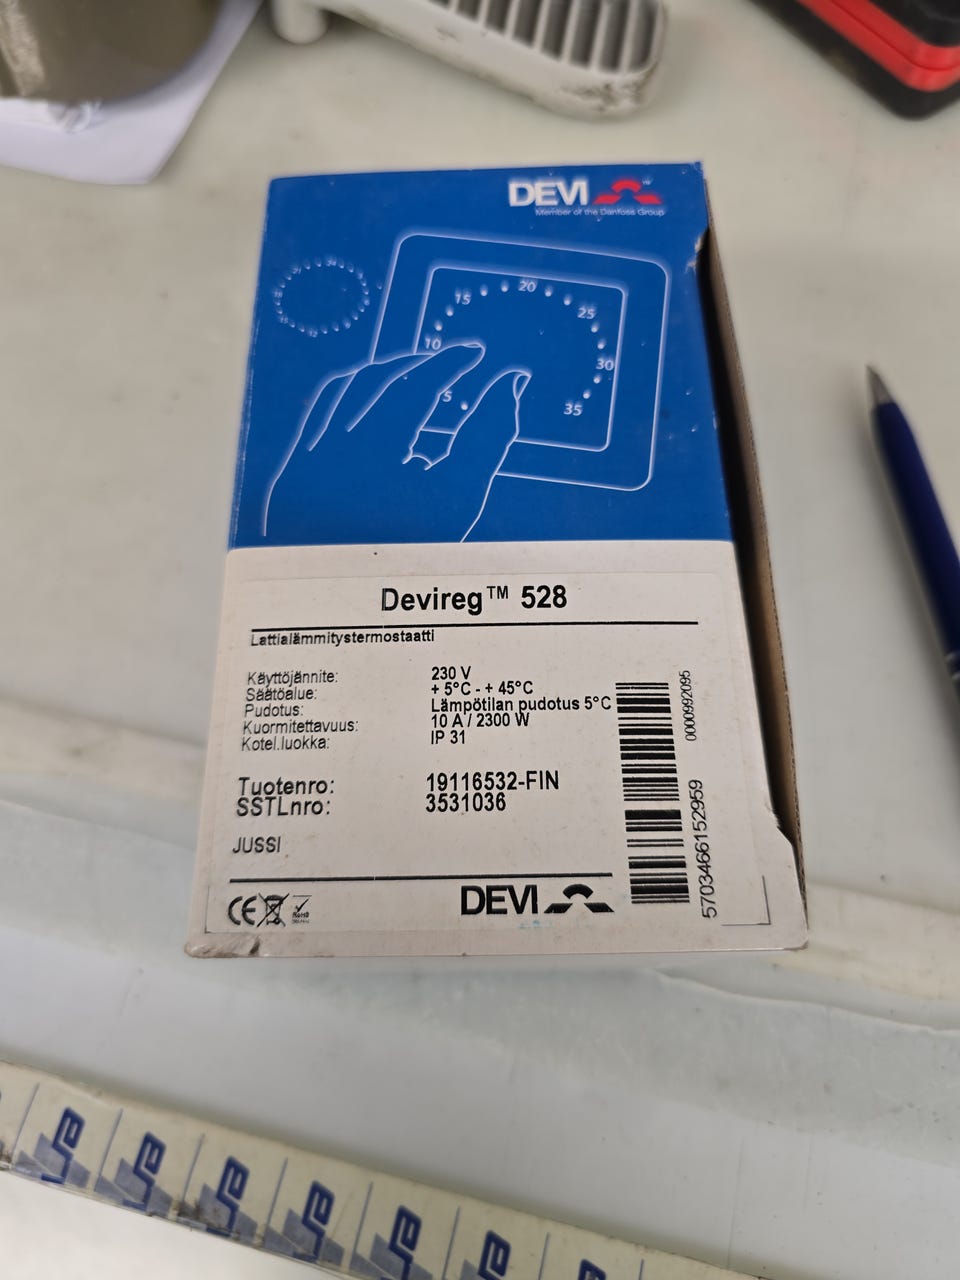 DEVI
Member of the Danfoss Group
20
15
25
10
30
5
35
Devireg™ 528
Lattialämmitystermostaatti
Käyttöjännite: 230 V
Säätöalue: + 5°C - + 45°C
Pudotus: Lämpötilan pudotus 5°C
Kuormitettavuus: 10 A / 2300 W
Kotel.luokka: IP 31
Tuotenro: 19116532-FIN
SSTLnro: 3531036
JUSSI
CE
RoHS
DEVI
0000992095
5703466152959